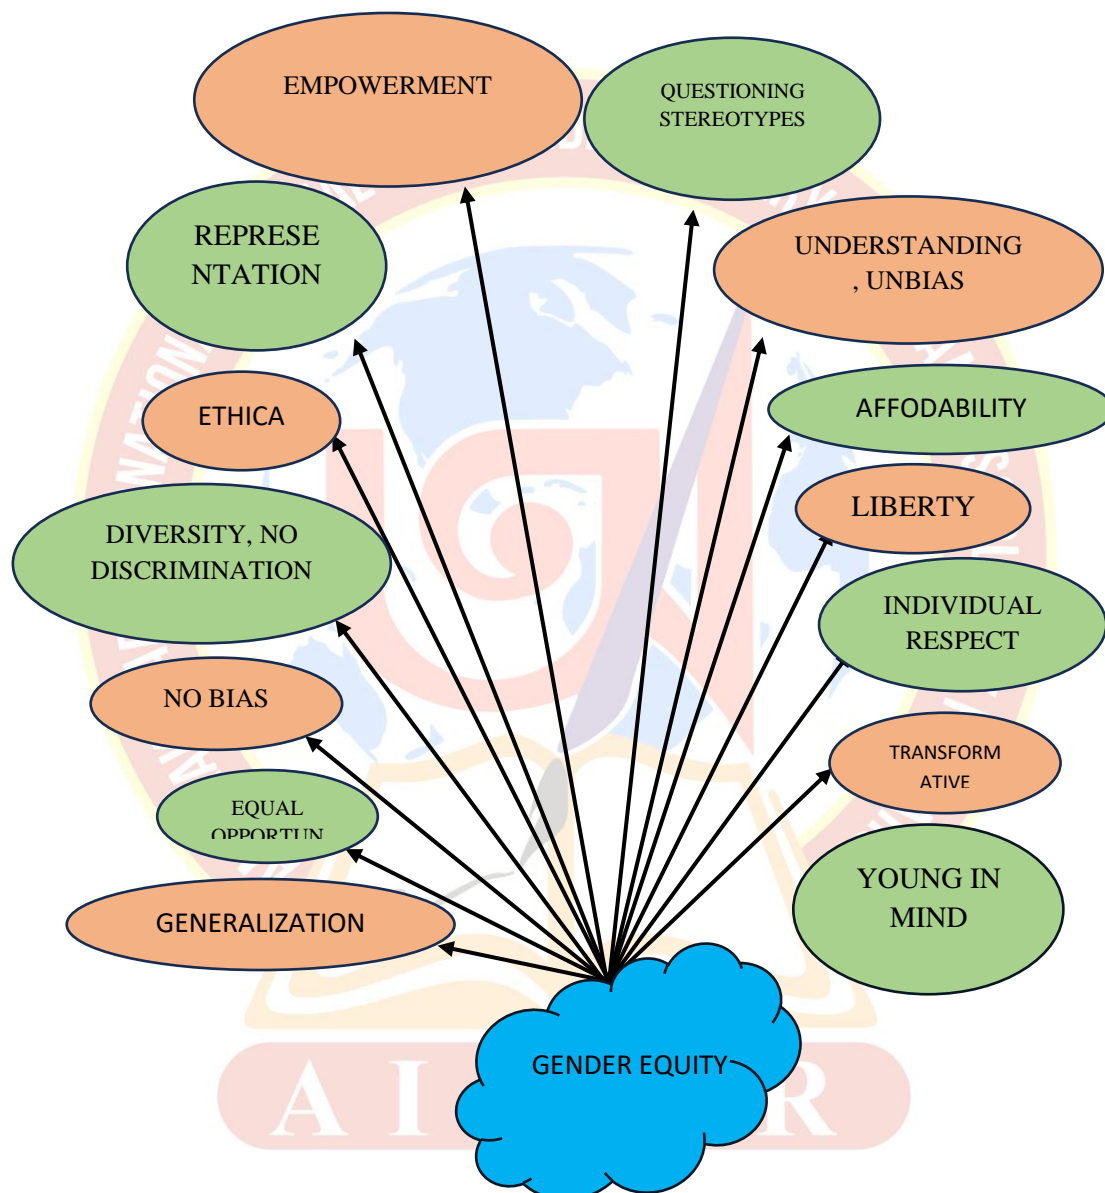 EMPOWERMENT
QUESTIONING
STEREOTYPES
REPRESE
NTATION
UNDERSTANDING
, UNBIAS
ETHICA
AFFODABILITY
LIBERTY
DIVERSITY, NO
DISCRIMINATION
INDIVIDUAL
RESPECT
NO BIAS
TRANSFORM
ATIVE
EQUAL
OPPORTUN
YOUNG IN
MIND
GENERALIZATION
GENDER EQUITY